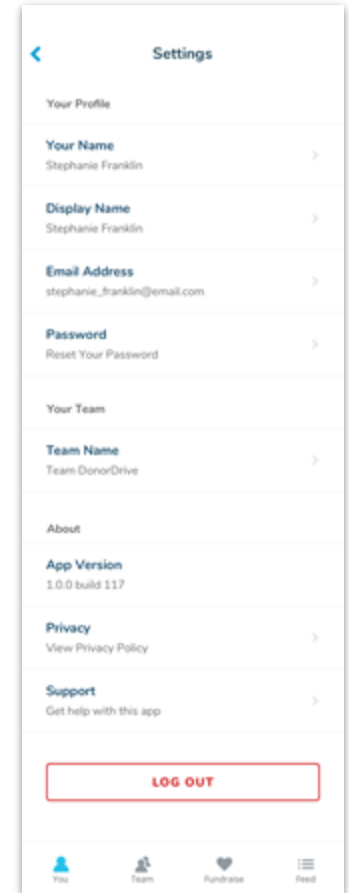 Settings
Your Profile
Your Name
Stephanie Franklin
Display Name
Stephanie Franklin
Email Address
stephanie_franklin@email.com
Password
Reset Your Password
Your Team
Team Name
Team DonorDrive
About
App Version
1.0.0 build 117
Privacy
View Privacy Policy
Support
Get help with this app
LOG OUT
You Team Fundraise Feed